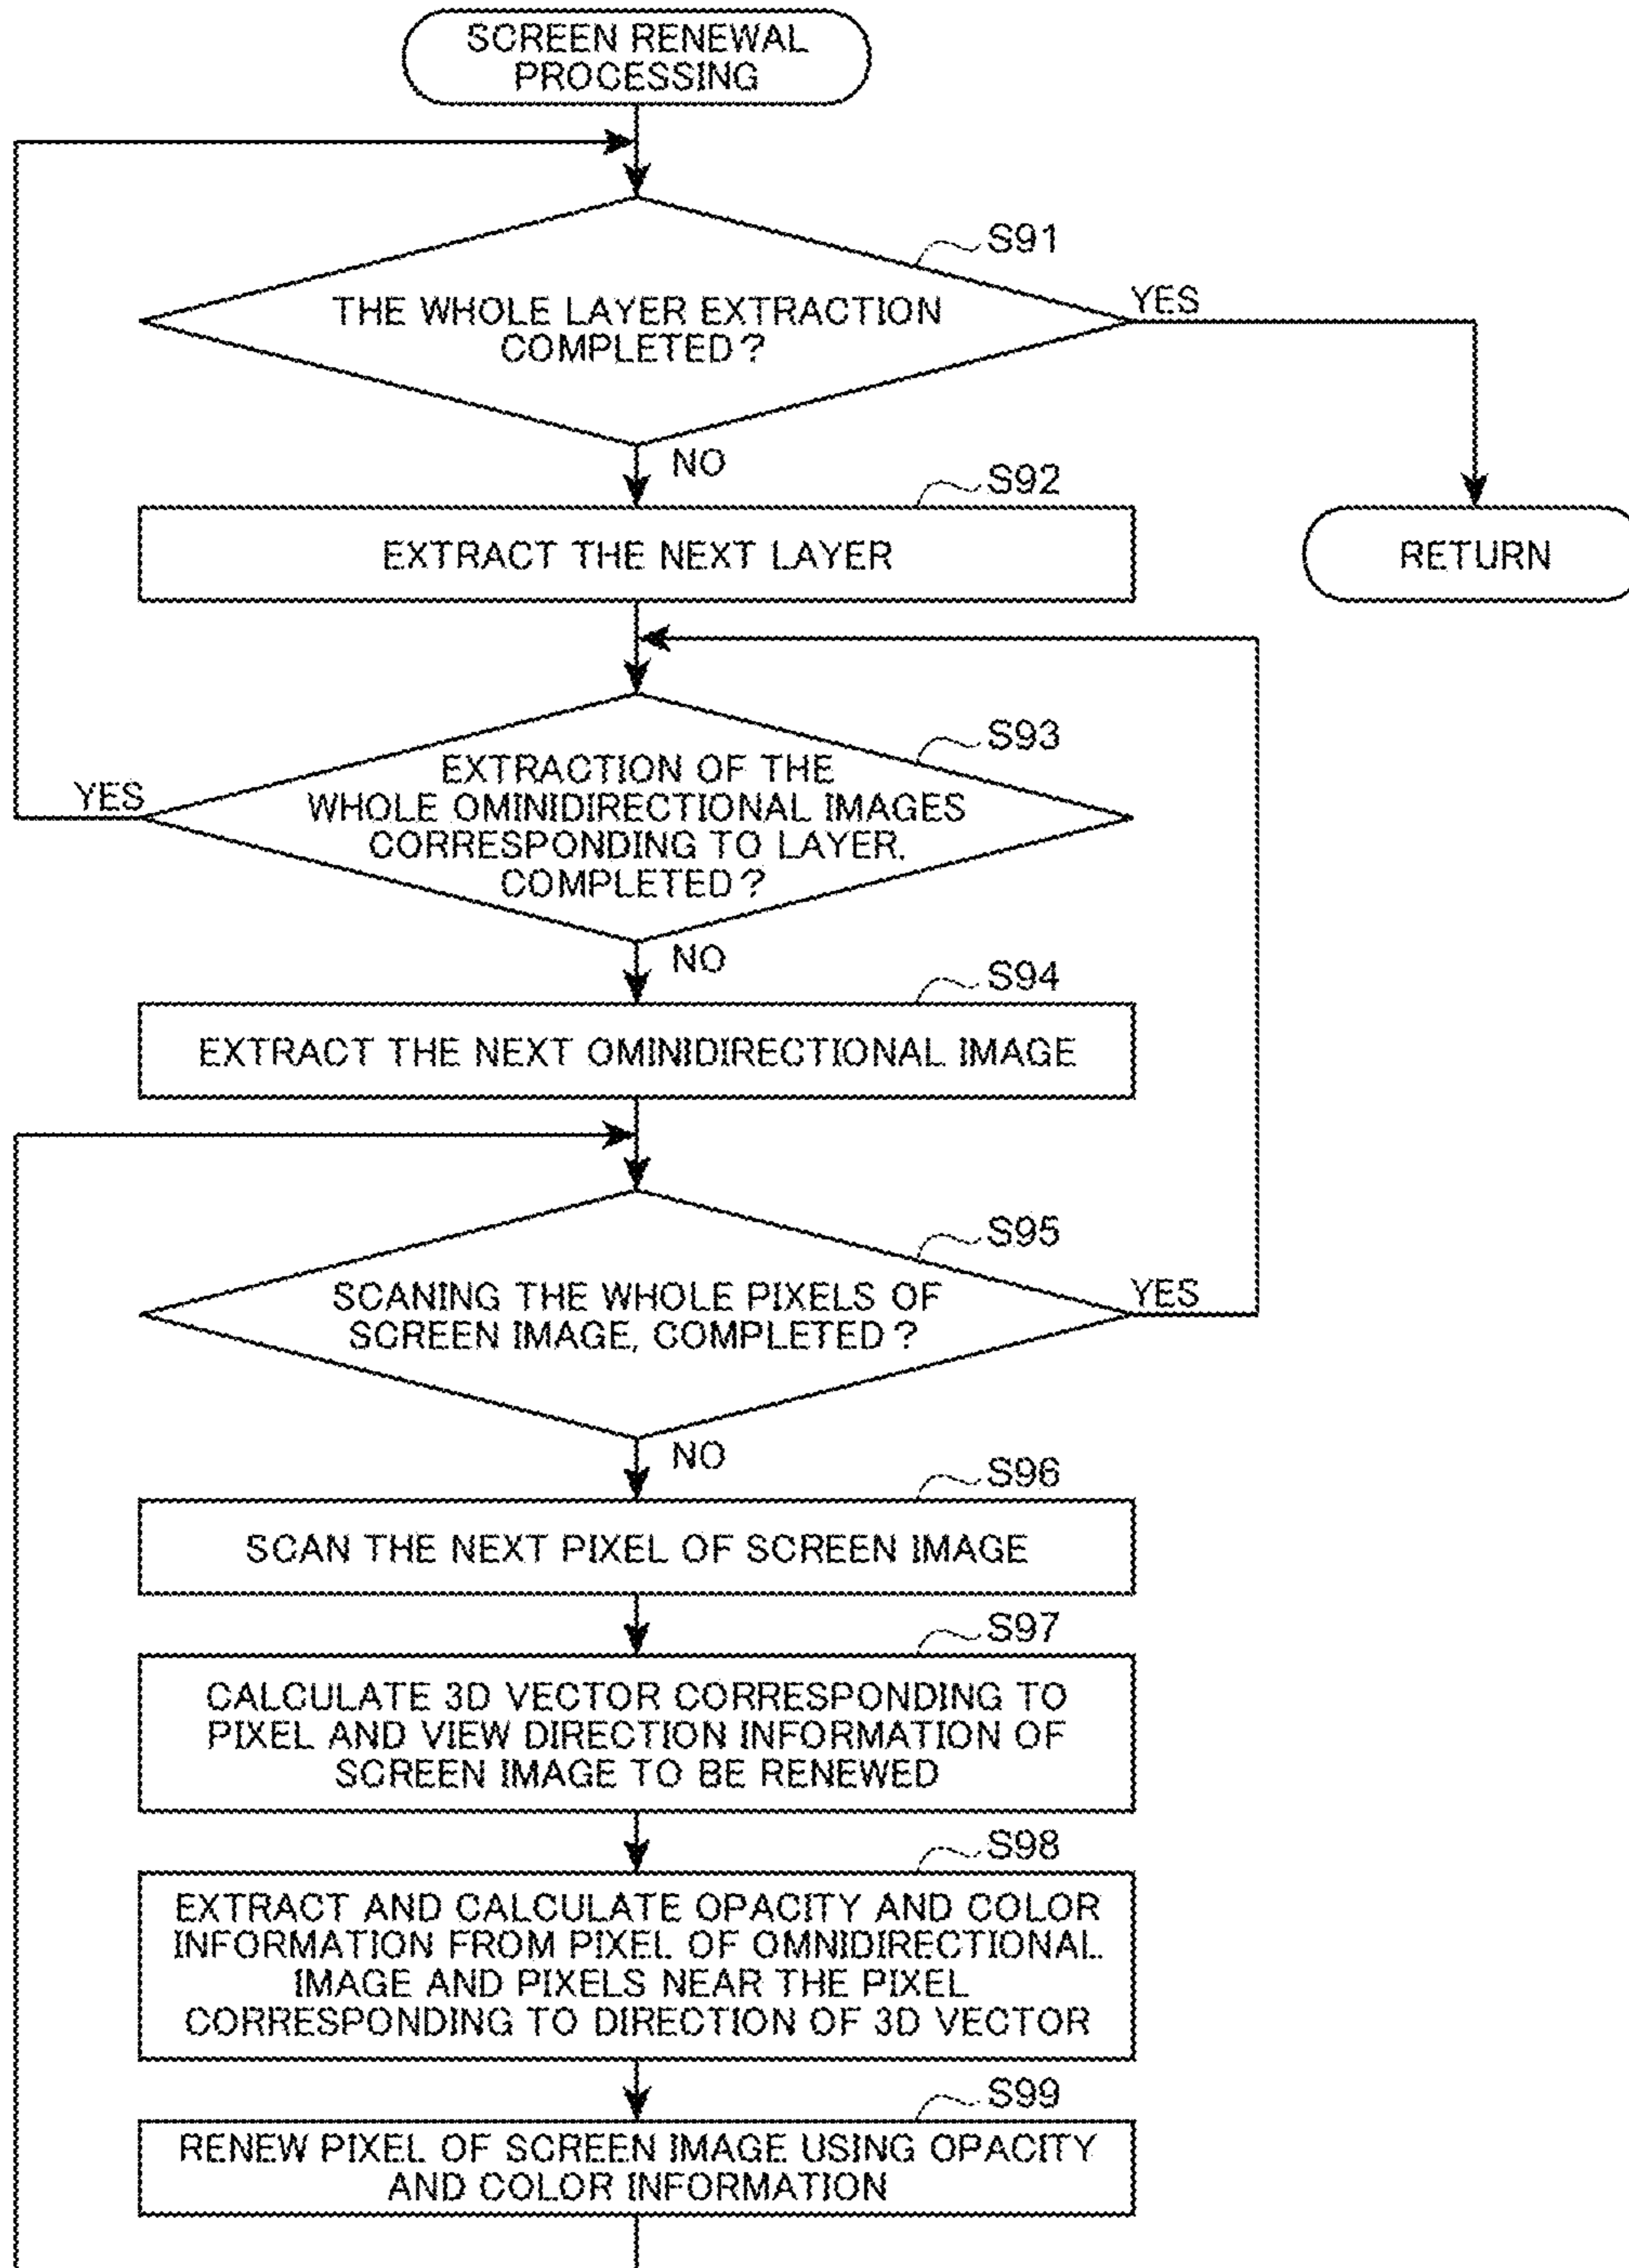 SCREEN RENEWAL
PROCESSING
S91
THE WHOLE LAYER EXTRACTION
COMPLETED?
YES
NO
S92
EXTRACT THE NEXT LAYER
RETURN
S93
EXTRACTION OF THE
WHOLE OMINIDIRECTIONAL IMAGES
CORRESPONDING TO LAYER,
COMPLETED?
YES
NO
S94
EXTRACT THE NEXT OMINIDIRECTIONAL IMAGE
S95
SCANING THE WHOLE PIXELS OF
SCREEN IMAGE, COMPLETED?
YES
NO
S96
SCAN THE NEXT PIXEL OF SCREEN IMAGE
S97
CALCULATE 3D VECTOR CORRESPONDING TO
PIXEL AND VIEW DIRECTION INFORMATION OF
SCREEN IMAGE TO BE RENEWED
S98
EXTRACT AND CALCULATE OPACITY AND COLOR
INFORMATION FROM PIXEL OF OMNIDIRECTIONAL
IMAGE AND PIXELS NEAR THE PIXEL
CORRESPONDING TO DIRECTION OF 3D VECTOR
S99
RENEW PIXEL OF SCREEN IMAGE USING OPACITY
AND COLOR INFORMATION